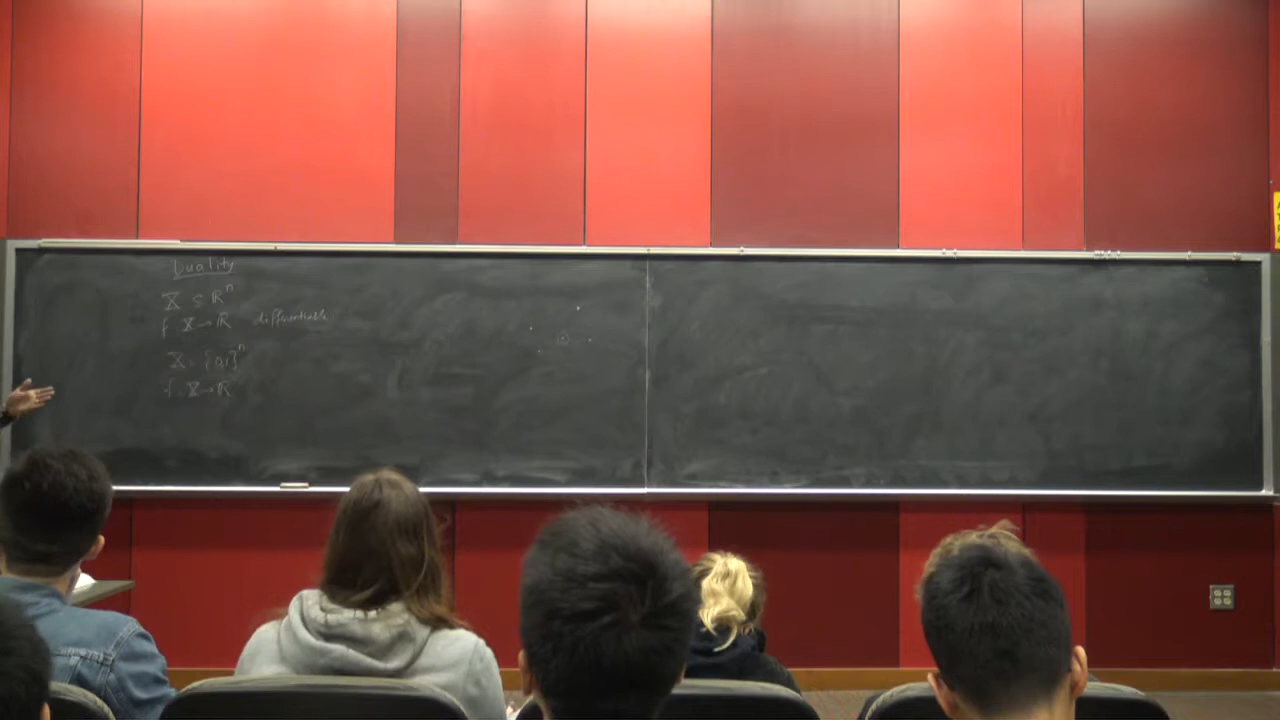 Duality
X ⊆ ℝⁿ
f: X → ℝ differentiable
X = {0,1}ⁿ
f: X → ℝ